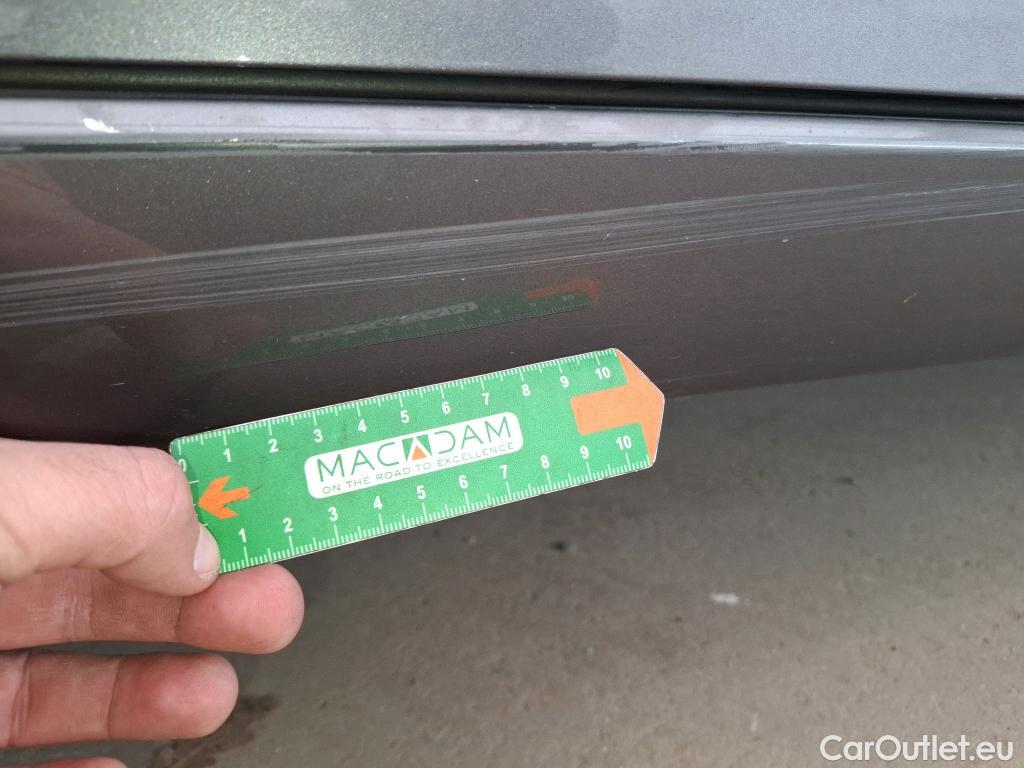 0 1 2 3 4 5 6 7 8 9 10
MACADAM
ON THE ROAD TO EXCELLENCE
1 2 3 4 5 6 7 8 9 10
CarOutlet.eu